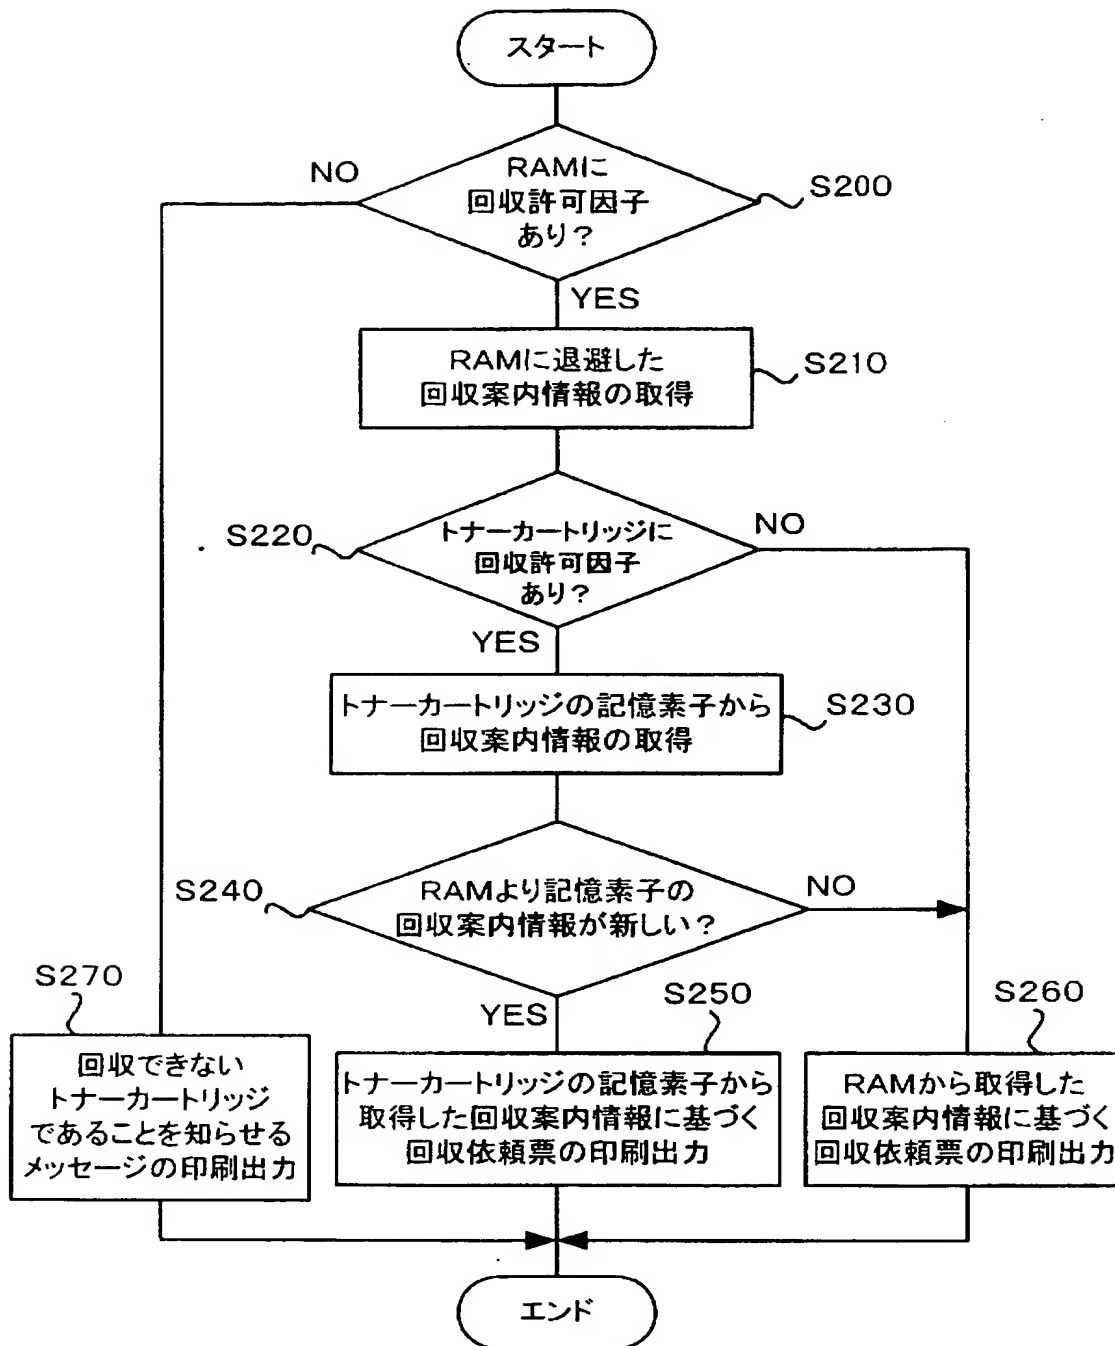 スタート
RAMに
回収許可因子
あり?
NO
S200
YES
RAMに退避した
回収案内情報の取得
S210
トナーカートリッジに
回収許可因子
あり?
S220
NO
YES
トナーカートリッジの記憶素子から
回収案内情報の取得
S230
RAMより記憶素子の
回収案内情報が新しい?
S240
NO
YES
S270
回収できない
トナーカートリッジ
であることを知らせる
メッセージの印刷出力
S250
トナーカートリッジの記憶素子から
取得した回収案内情報に基づく
回収依頼票の印刷出力
S260
RAMから取得した
回収案内情報に基づく
回収依頼票の印刷出力
エンド